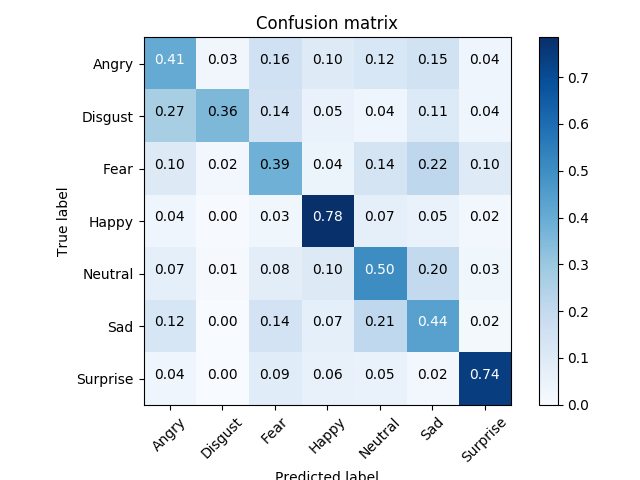 Confusion matrix
Angry 0.41 0.03 0.16 0.10 0.12 0.15 0.04
Disgust 0.27 0.36 0.14 0.05 0.04 0.11 0.04
Fear 0.10 0.02 0.39 0.04 0.14 0.22 0.10
Happy 0.04 0.00 0.03 0.78 0.07 0.05 0.02
Neutral 0.07 0.01 0.08 0.10 0.50 0.20 0.03
Sad 0.12 0.00 0.14 0.07 0.21 0.44 0.02
Surprise 0.04 0.00 0.09 0.06 0.05 0.02 0.74
Angry Disgust Fear Happy Neutral Sad Surprise
True label
Predicted label
0.7
0.6
0.5
0.4
0.3
0.2
0.1
0.0